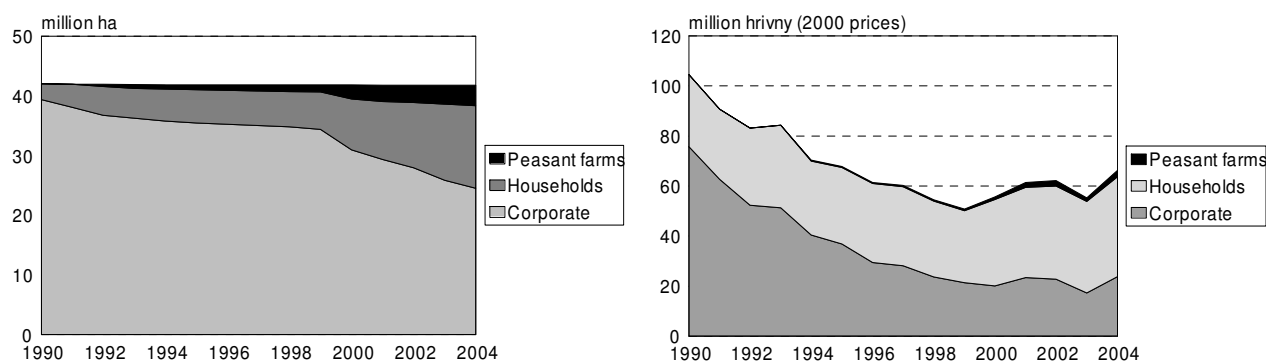 million ha
50
40
30
20
10
0
1990 1992 1994 1996 1998 2000 2002 2004
Peasant farms
Households
Corporate
million hrivny (2000 prices)
120
100
80
60
40
20
0
1990 1992 1994 1996 1998 2000 2002 2004
Peasant farms
Households
Corporate